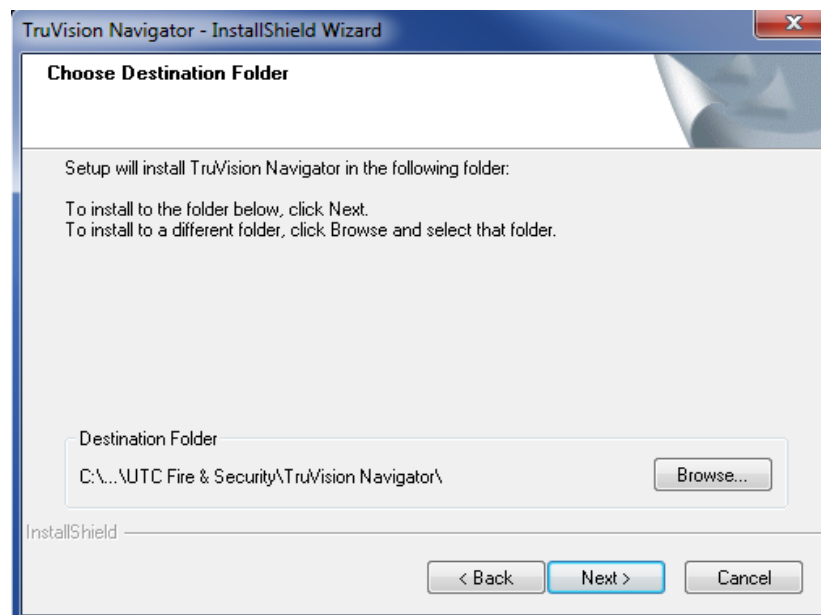 TruVision Navigator - InstallShield Wizard
Choose Destination Folder
Setup will install TruVision Navigator in the following folder:
To install to the folder below, click Next.
To install to a different folder, click Browse and select that folder.
Destination Folder
C:\...\UTC Fire & Security\TruVision Navigator\
Browse...
InstallShield
< Back
Next >
Cancel